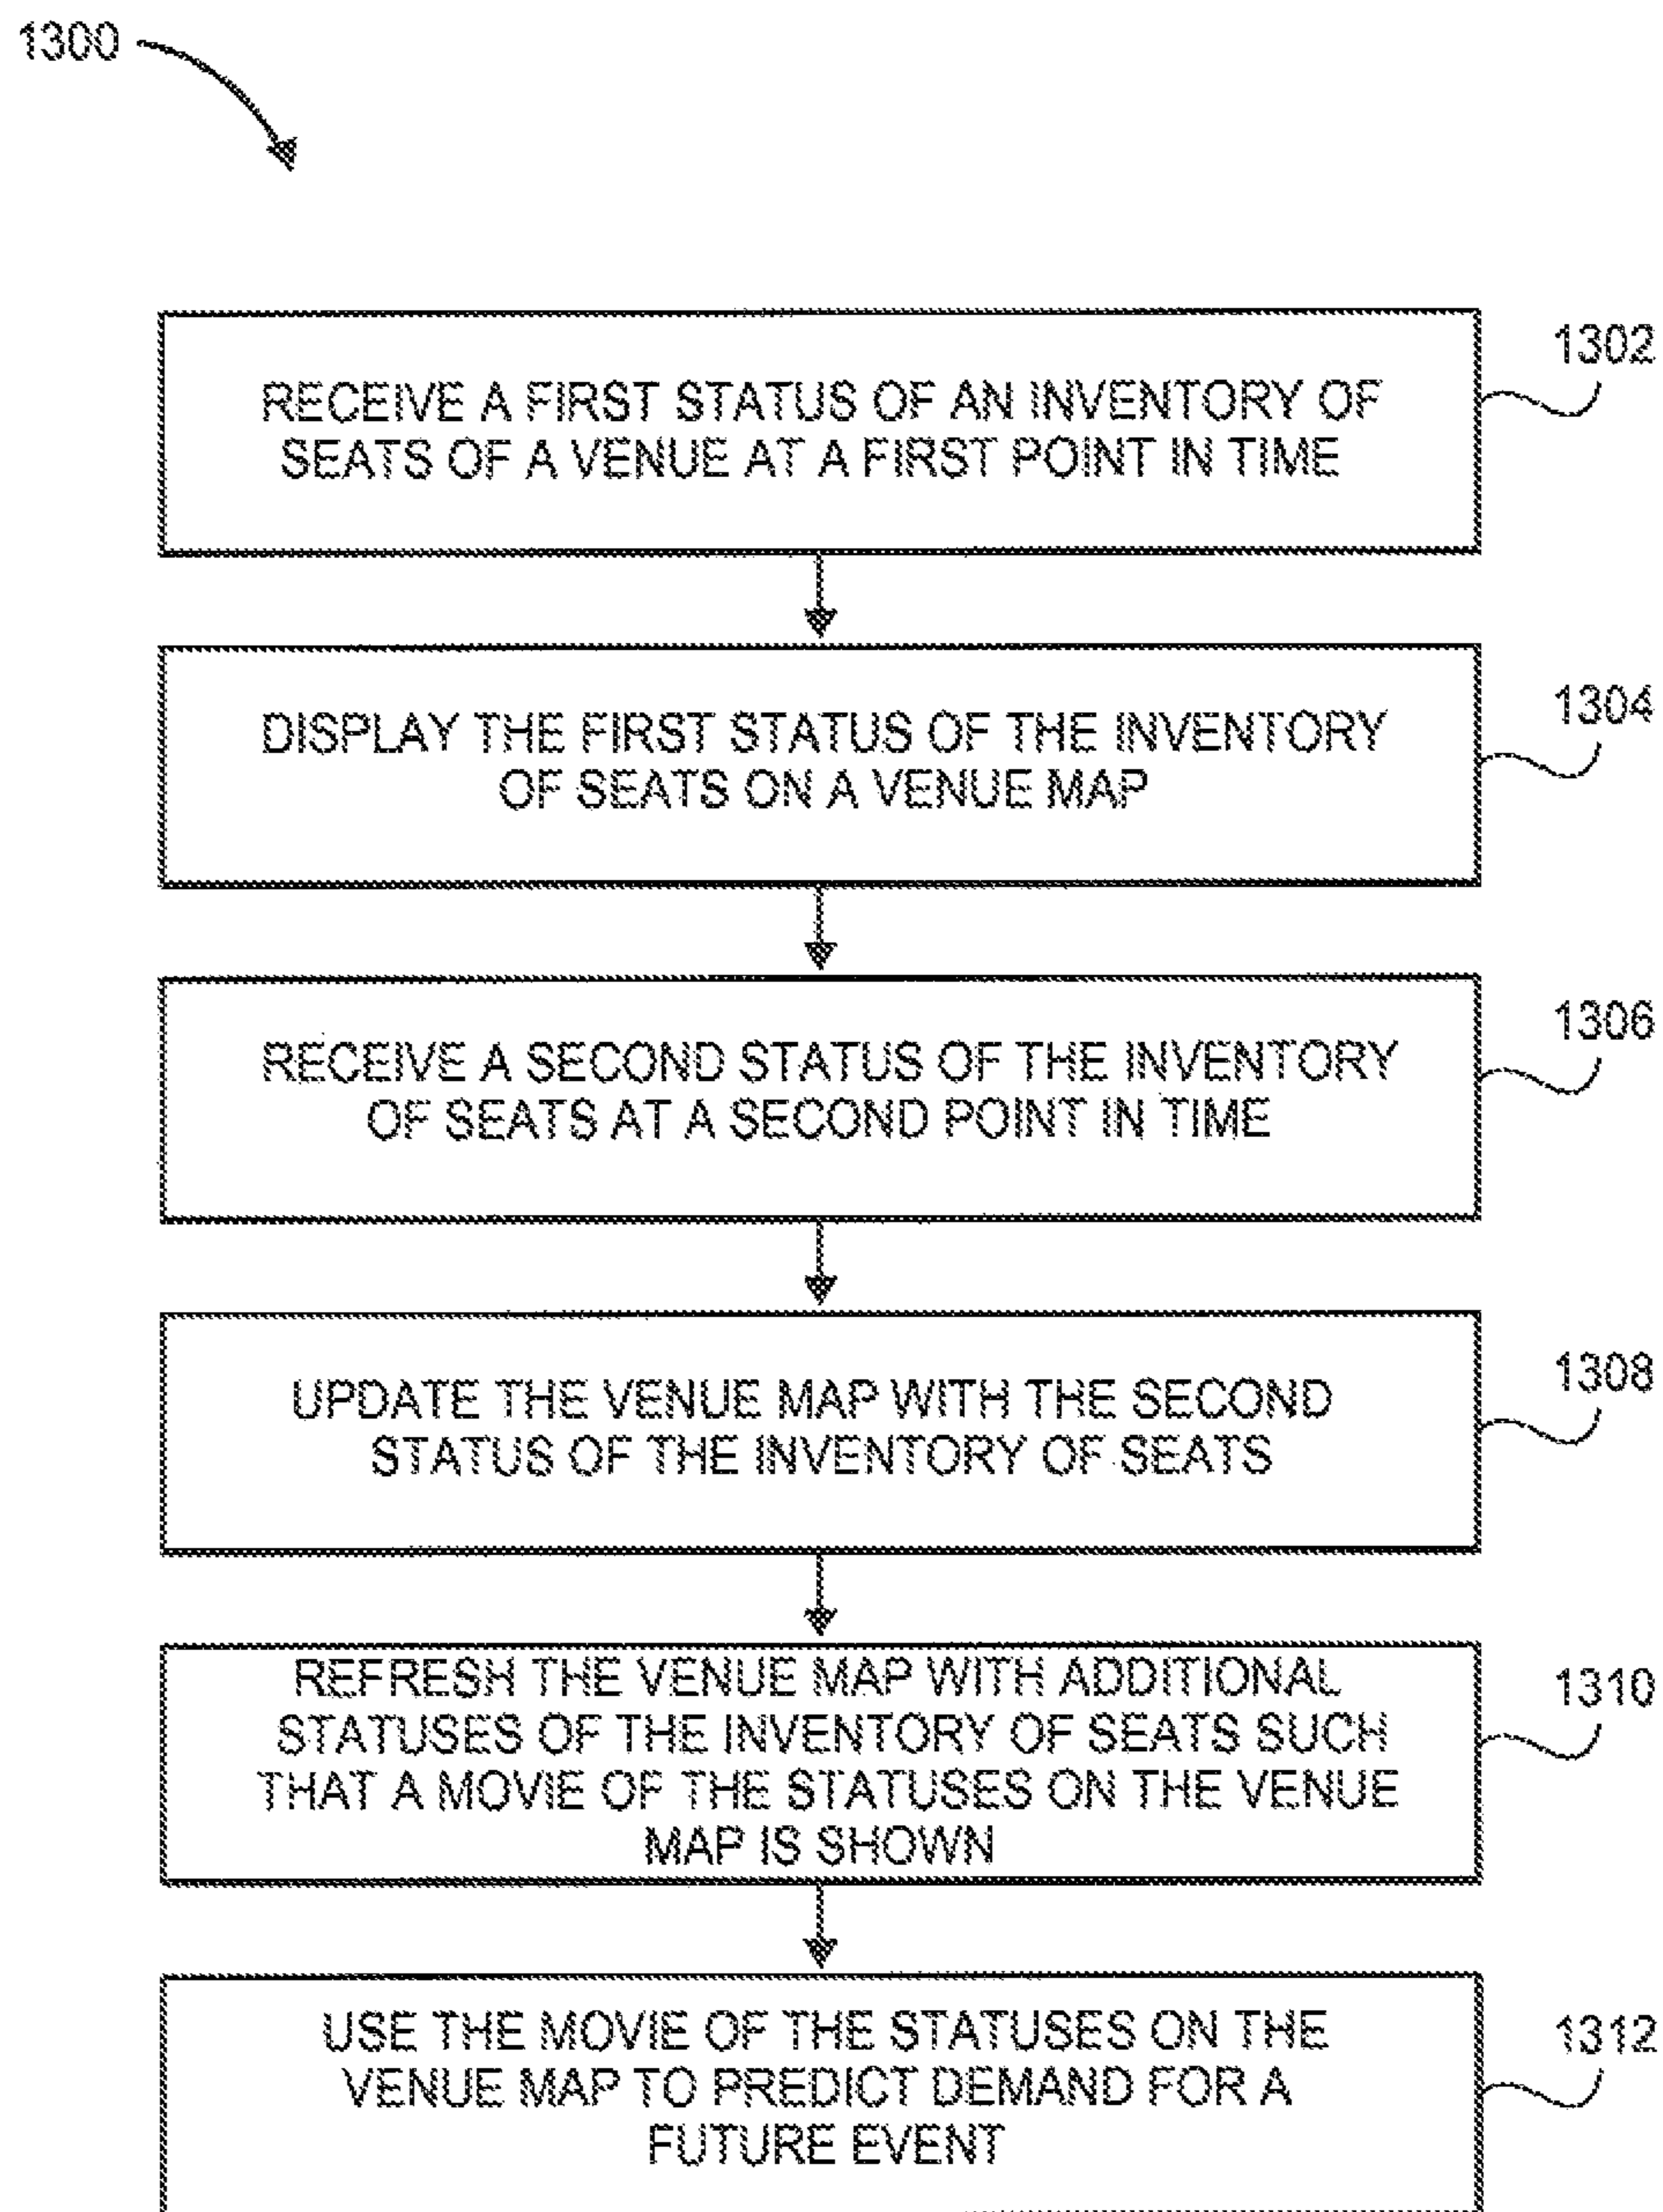 1300
RECEIVE A FIRST STATUS OF AN INVENTORY OF
SEATS OF A VENUE AT A FIRST POINT IN TIME
1302
DISPLAY THE FIRST STATUS OF THE INVENTORY
OF SEATS ON A VENUE MAP
1304
RECEIVE A SECOND STATUS OF THE INVENTORY
OF SEATS AT A SECOND POINT IN TIME
1306
UPDATE THE VENUE MAP WITH THE SECOND
STATUS OF THE INVENTORY OF SEATS
1308
REFRESH THE VENUE MAP WITH ADDITIONAL
STATUSES OF THE INVENTORY OF SEATS SUCH
THAT A MOVIE OF THE STATUSES ON THE VENUE
MAP IS SHOWN
1310
USE THE MOVIE OF THE STATUSES ON THE
VENUE MAP TO PREDICT DEMAND FOR A
FUTURE EVENT
1312